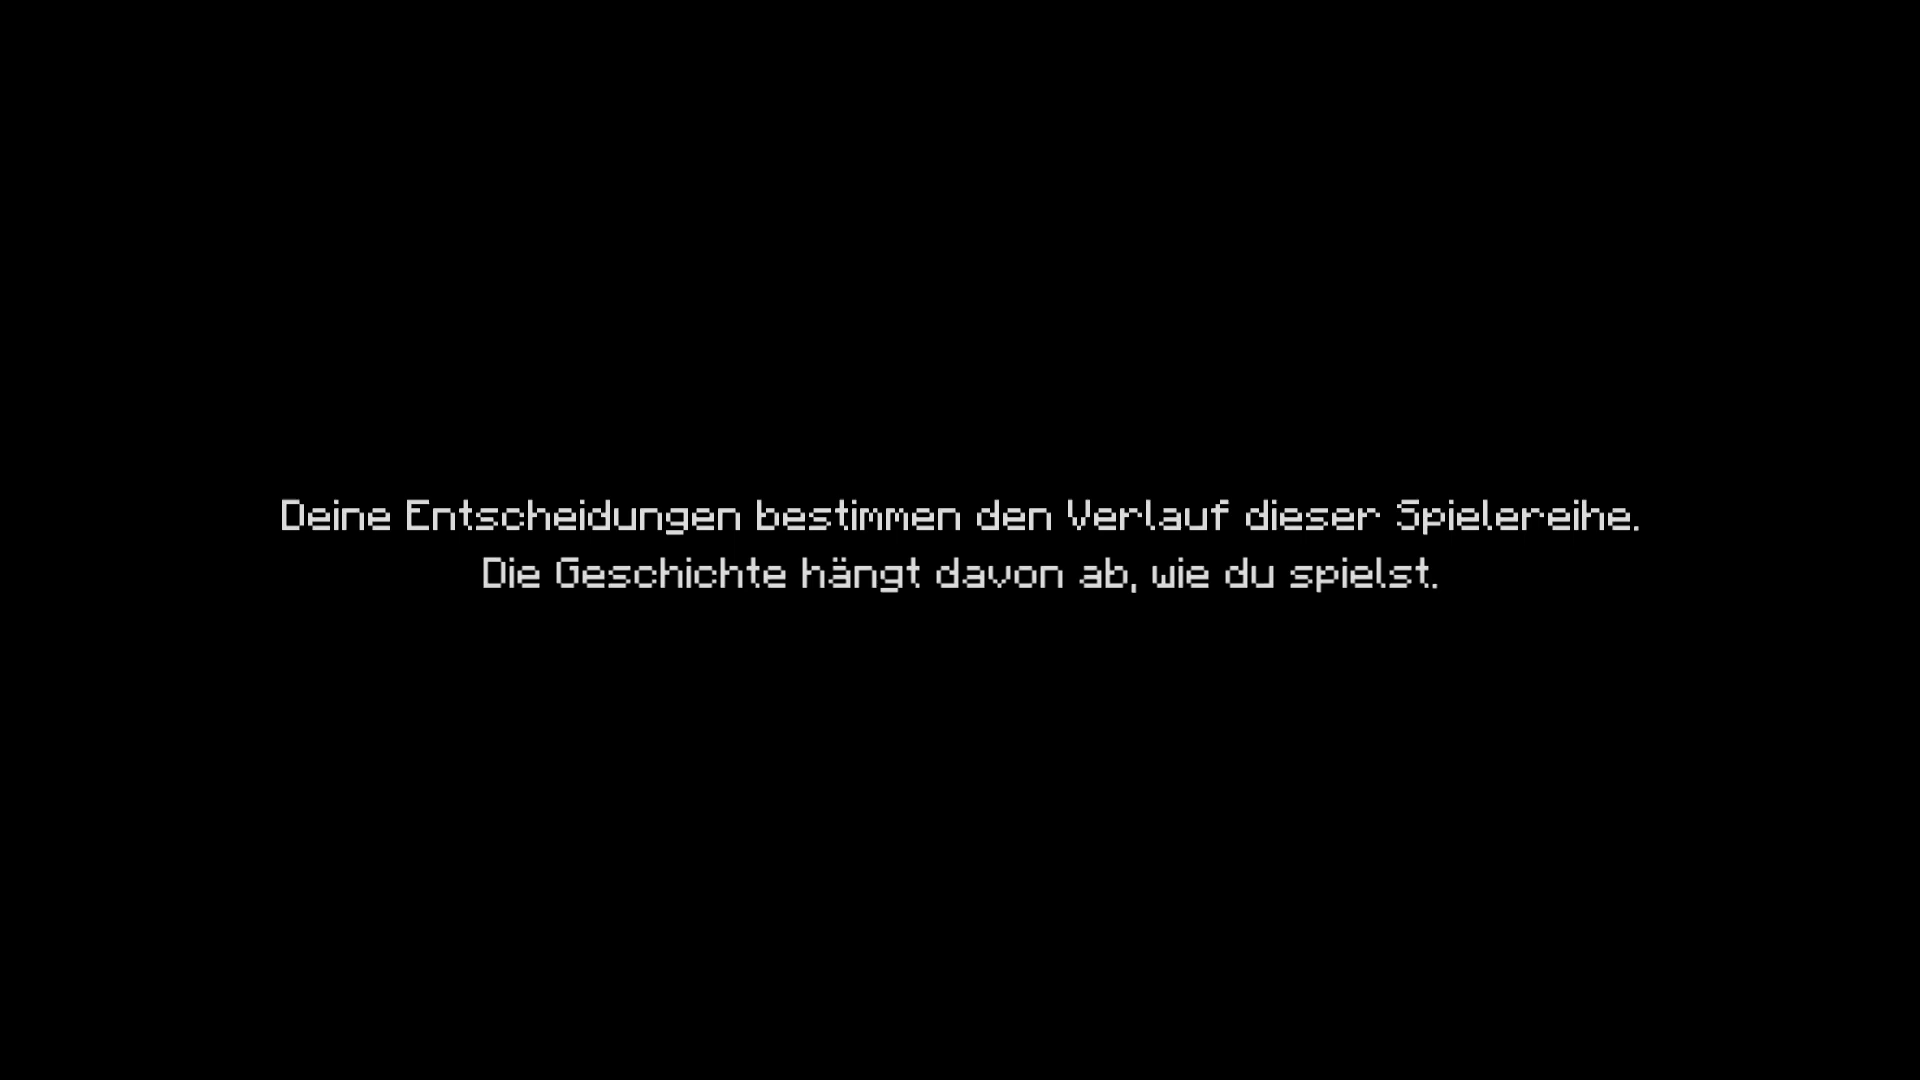 Deine Entscheidungen bestimmen den Verlauf dieser Spielereihe.
Die Geschichte hängt davon ab, wie du spielst.